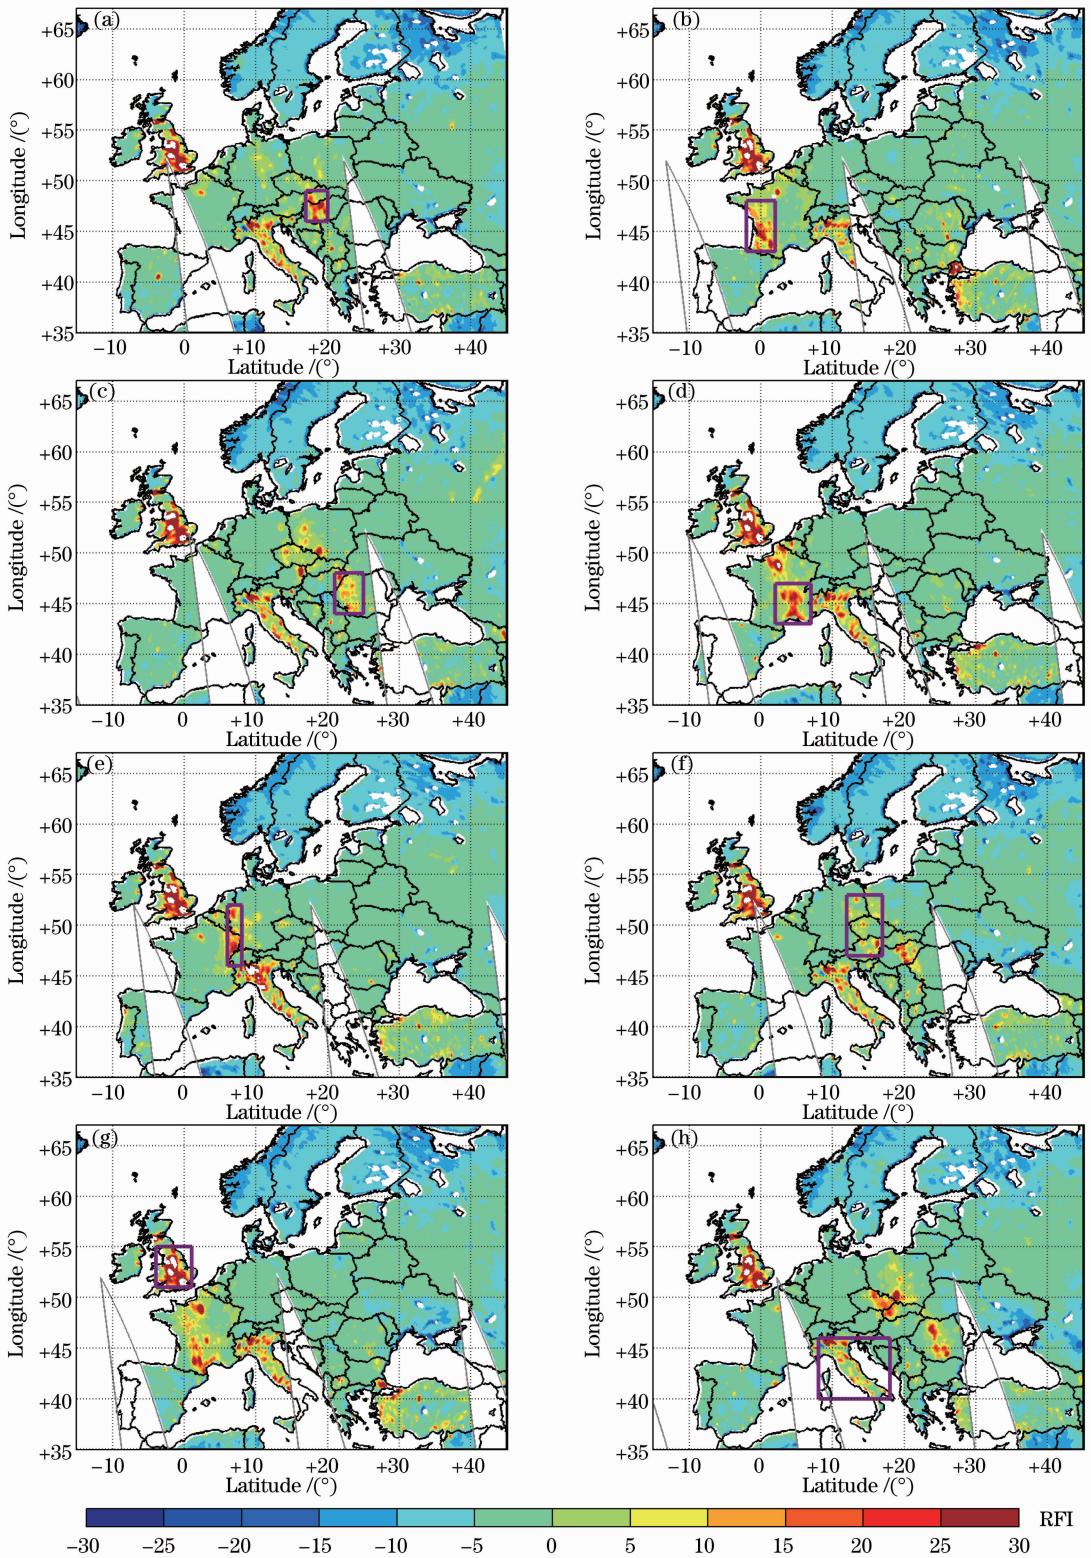 (a) (b)
+65 +65
+60 +60
+55 +55
+50 +50
+45 +45
+40 +40
+35 +35
Longitude /(°) Longitude /(°)
−10 0 +10 +20 +30 +40 −10 0 +10 +20 +30 +40
Latitude /(°) Latitude /(°)
(c) (d)
+65 +65
+60 +60
+55 +55
+50 +50
+45 +45
+40 +40
+35 +35
Longitude /(°) Longitude /(°)
−10 0 +10 +20 +30 +40 −10 0 +10 +20 +30 +40
Latitude /(°) Latitude /(°)
(e) (f)
+65 +65
+60 +60
+55 +55
+50 +50
+45 +45
+40 +40
+35 +35
Longitude /(°) Longitude /(°)
−10 0 +10 +20 +30 +40 −10 0 +10 +20 +30 +40
Latitude /(°) Latitude /(°)
(g) (h)
+65 +65
+60 +60
+55 +55
+50 +50
+45 +45
+40 +40
+35 +35
Longitude /(°) Longitude /(°)
−10 0 +10 +20 +30 +40 −10 0 +10 +20 +30 +40
Latitude /(°) Latitude /(°)
RFI
−30 −25 −20 −15 −10 −5 0 5 10 15 20 25 30